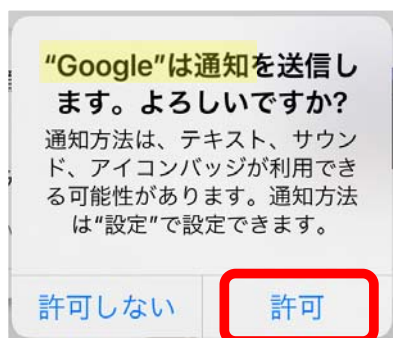 “Google”は通知を送信し
ます。よろしいですか?
通知方法は、テキスト、サウン
ド、アイコンバッジが利用でき
る可能性があります。通知方法
は“設定”で設定できます。
許可しない
許可